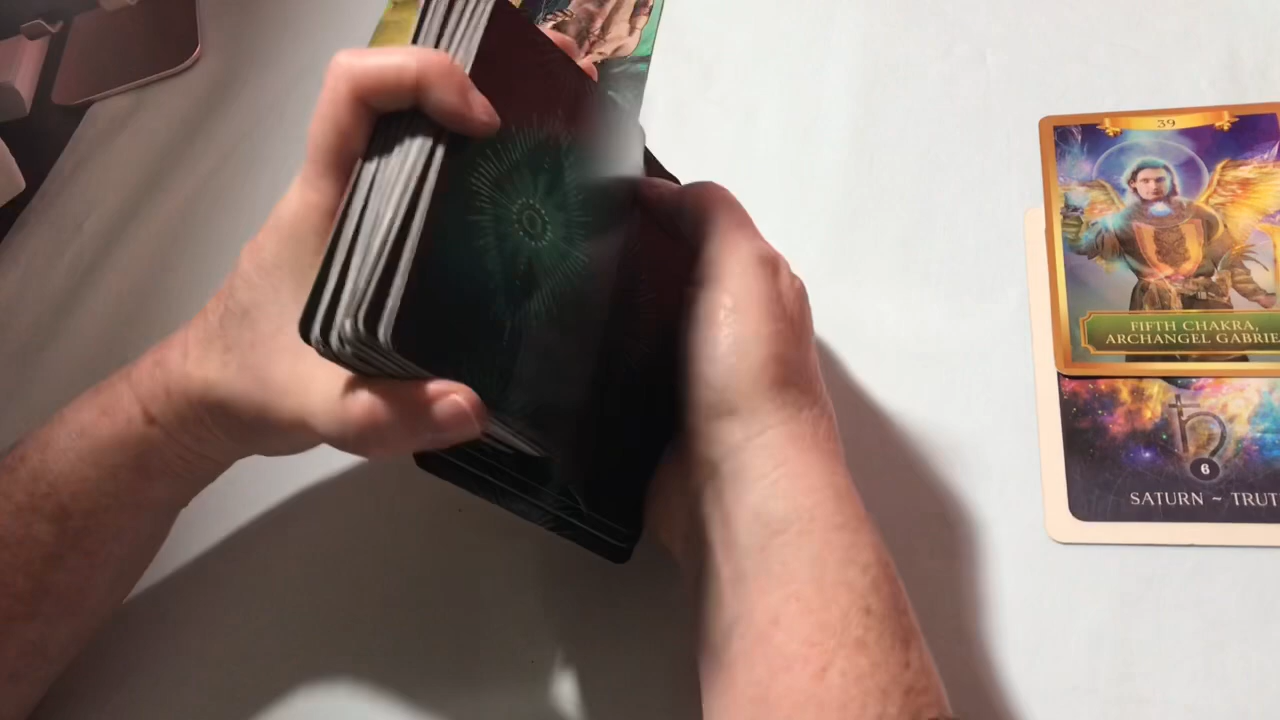 39
FIFTH CHAKRA,
ARCHANGEL GABRIE
6
SATURN ~ TRUT